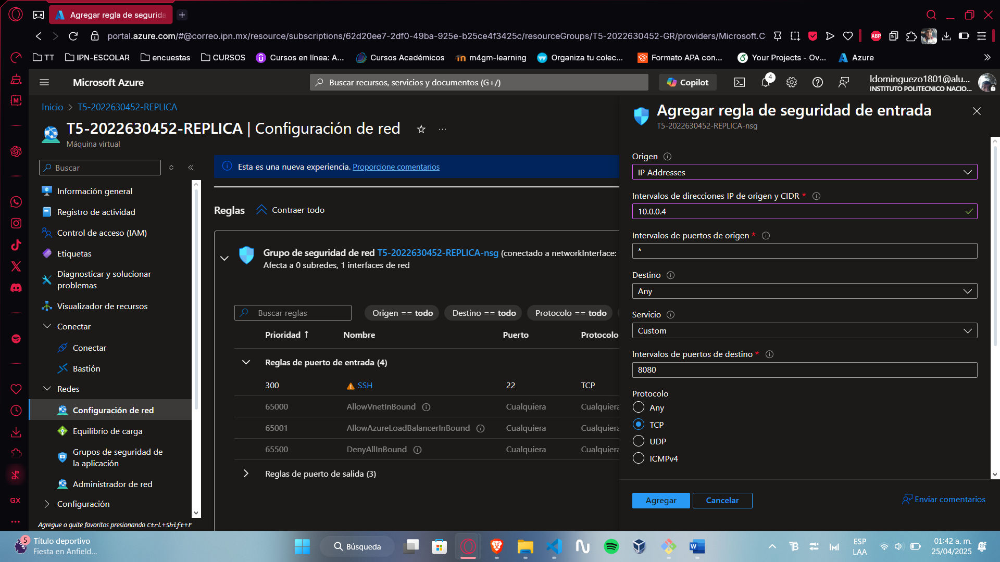 Agregar regla de segurida
portal.azure.com/#@correo.ipn.mx/resource/subscriptions/62d20ee7-2df0-49ba-925e-b25ce4f3425c/resourceGroups/T5-2022630452-GR/providers/Microsoft.C
ABP
TT
IPN-ESCOLAR
encuestas
CURSOS
Cursos en línea: A...
Cursos Académicos
m4gm-learning
Organiza tu colec...
Formato APA con...
Your Projects - Ov...
Azure
Microsoft Azure
Buscar recursos, servicios y documentos (G+/)
Copilot
4
ldominguezo1801@alu...
INSTITUTO POLITECNICO NACIO...
Inicio > T5-2022630452-REPLICA
T5-2022630452-REPLICA | Configuración de red
Máquina virtual
Buscar
Información general
Registro de actividad
Control de acceso (IAM)
Etiquetas
Diagnosticar y solucionar
problemas
Visualizador de recursos
Conectar
Conectar
Bastión
Redes
Configuración de red
Equilibrio de carga
Grupos de seguridad de
la aplicación
Administrador de red
Configuración
Agregue o quite favoritos presionando Ctrl+Shift+F
Esta es una nueva experiencia. Proporcione comentarios
Reglas
Contraer todo
Grupo de seguridad de red T5-2022630452-REPLICA-nsg (conectado a networkInterface:
Afecta a 0 subredes, 1 interfaces de red
Buscar reglas
Origen == todo
Destino == todo
Protocolo == todo
Prioridad ↑ Nombre Puerto Protocolo
Reglas de puerto de entrada (4)
300 SSH 22 TCP
65000 AllowVnetInBound Cualquiera Cualquiera
65001 AllowAzureLoadBalancerInBound Cualquiera Cualquiera
65500 DenyAllInBound Cualquiera Cualquiera
Reglas de puerto de salida (3)
Agregar regla de seguridad de entrada
T5-2022630452-REPLICA-nsg
Origen
IP Addresses
Intervalos de direcciones IP de origen y CIDR *
10.0.0.4
Intervalos de puertos de origen *
*
Destino
Any
Servicio
Custom
Intervalos de puertos de destino *
8080
Protocolo
Any
TCP
UDP
ICMPv4
Agregar
Cancelar
Enviar comentarios
GX
5
Título deportivo
Fiesta en Anfield...
Búsqueda
ESP
LAA
01:42 a. m.
25/04/2025